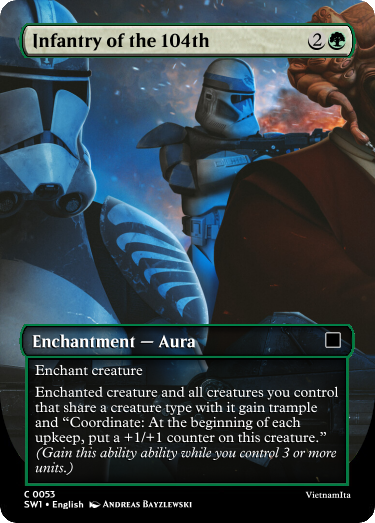 Infantry of the 104th 2
Enchantment — Aura
Enchant creature
Enchanted creature and all creatures you control
that share a creature type with it gain trample
and “Coordinate: At the beginning of each
upkeep, put a +1/+1 counter on this creature.”
(Gain this ability ability while you control 3 or more
units.)
C 0053
SW1 • English ANDREAS BAYZLEWSKI
VietnamIta